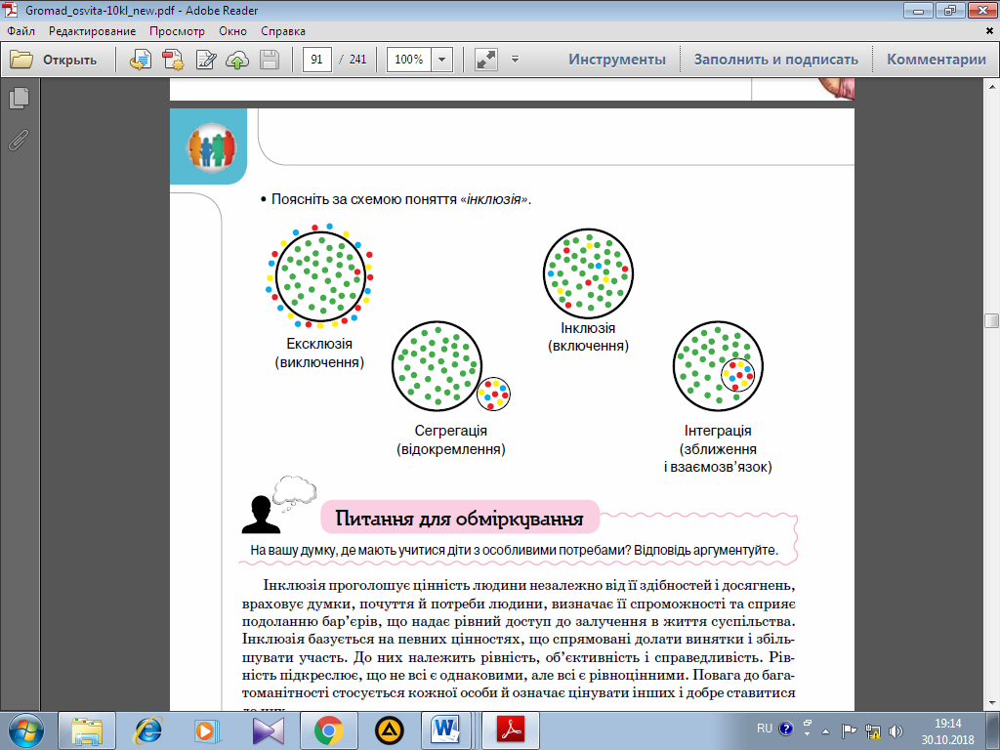 Gromad_osvita-10kl_new.pdf - Adobe Reader
Файл Редактирование Просмотр Окно Справка
Открыть 91 / 241 100% Инструменты Заполнить и подписать Комментарии
• Поясніть за схемою поняття «інклюзія».
Ексклюзія
(виключення)
Інклюзія
(включення)
Сегрегація
(відокремлення)
Інтеграція
(зближення
і взаємозв’язок)
Питання для обміркування
На вашу думку, де мають учитися діти з особливими потребами? Відповідь аргументуйте.
Інклюзія проголошує цінність людини незалежно від її здібностей і досягнень,
враховує думки, почуття й потреби людини, визначає її спроможності та сприяє
подоланню бар’єрів, що надає рівний доступ до залучення в життя суспільства.
Інклюзія базується на певних цінностях, що спрямовані долати винятки і збіль-
шувати участь. До них належить рівність, об’єктивність і справедливість. Рів-
ність підкреслює, що не всі є однаковими, але всі є рівноцінними. Повага до бага-
томанітності стосується кожної особи й означає цінувати інших і добре ставитися
RU
19:14
30.10.2018